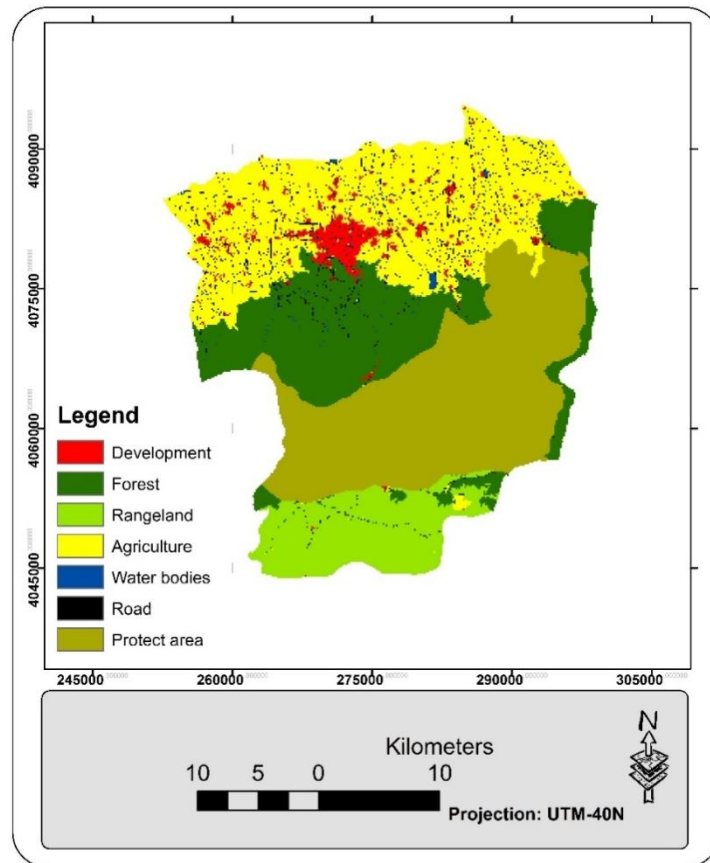 4090000
4075000
4060000
4045000
Legend
Development
Forest
Rangeland
Agriculture
Water bodies
Road
Protect area
245000
260000
275000
290000
305000
Kilometers
10 5 0 10
Projection: UTM-40N
N